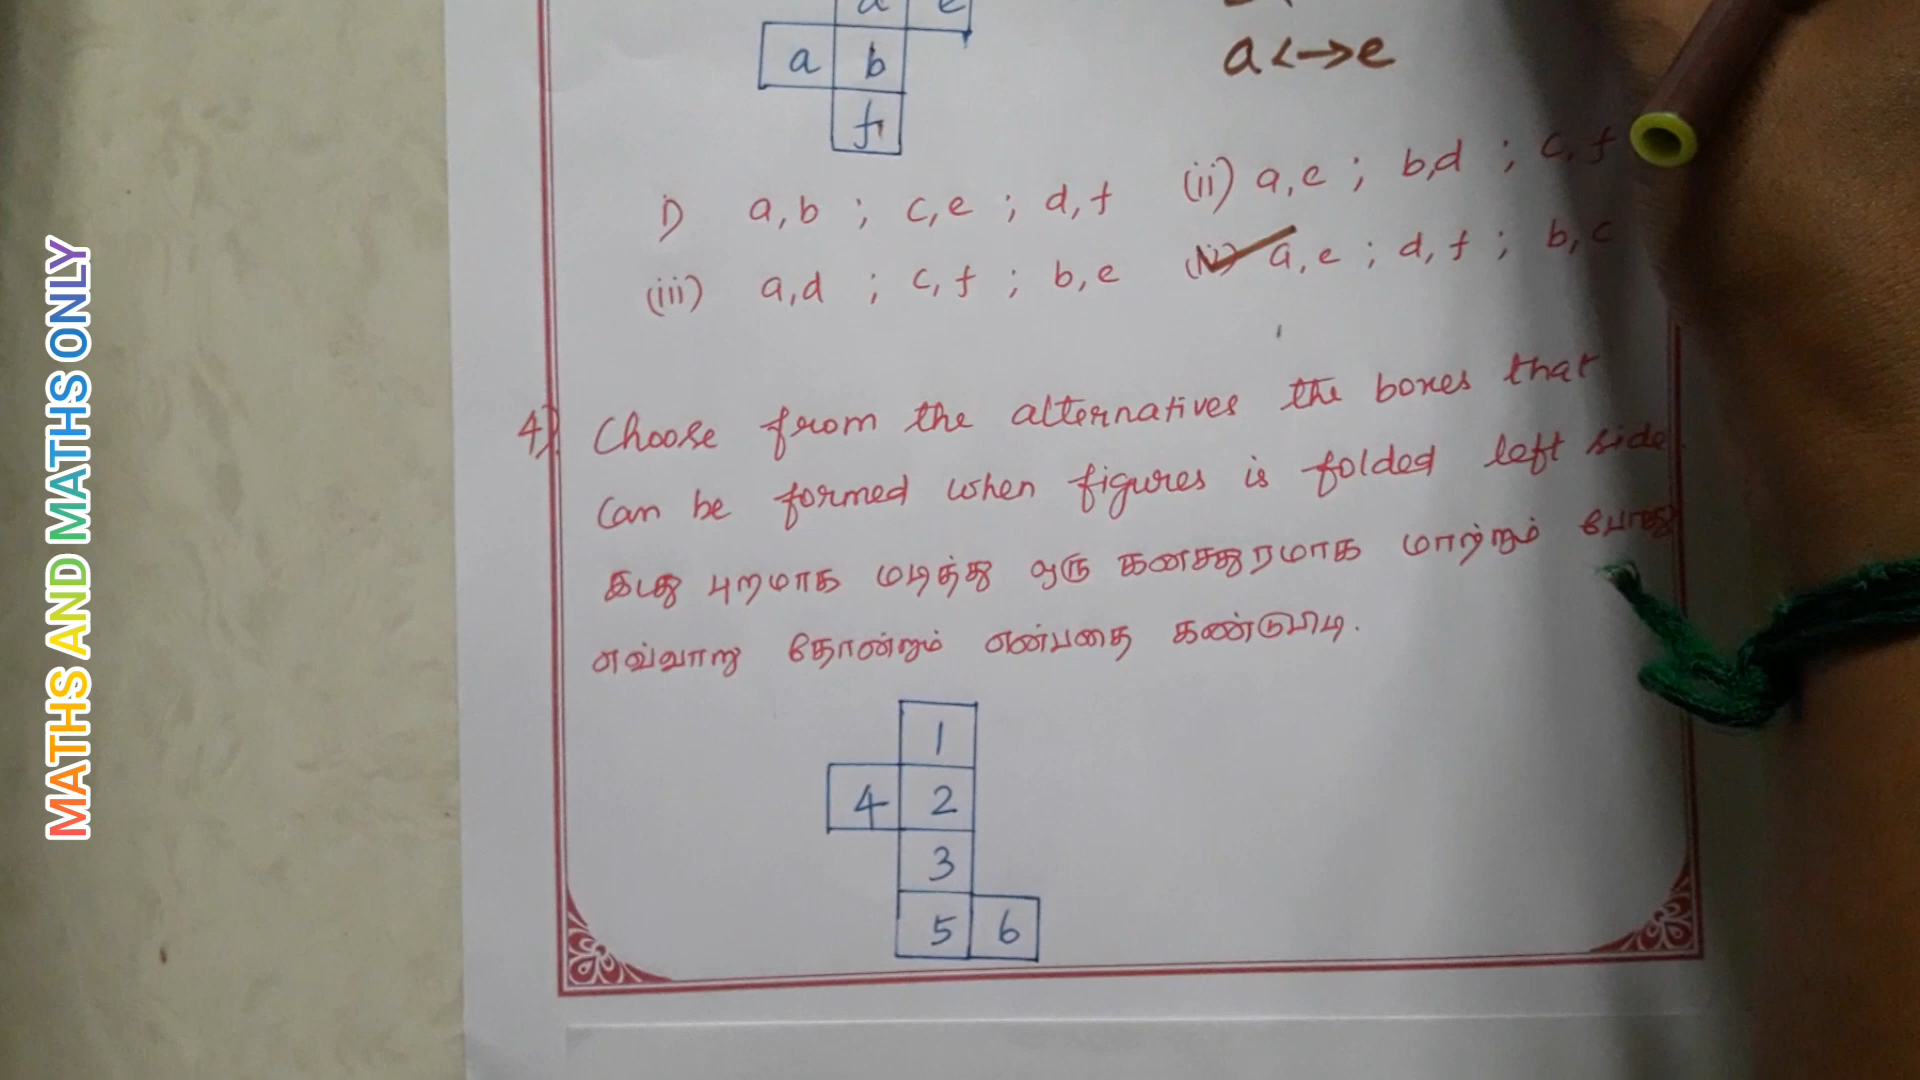 d e
a <-> e
a b
f
i) a, b ; c, e ; d, f (ii) a, e ; b, d ; c, f
(iii) a, d ; c, f ; b, e (iv) a, e ; d, f ; b, c
4) Choose from the alternatives the boxes that
can be formed when figures is folded left side
இடது புறமாக மடித்து ஒரு கனசதுரமாக மாற்றும் போது
எவ்வாறு தோன்றும் என்பதை கண்டுபிடி.
1
4 2
3
5 6
MATHS AND MATHS ONLY